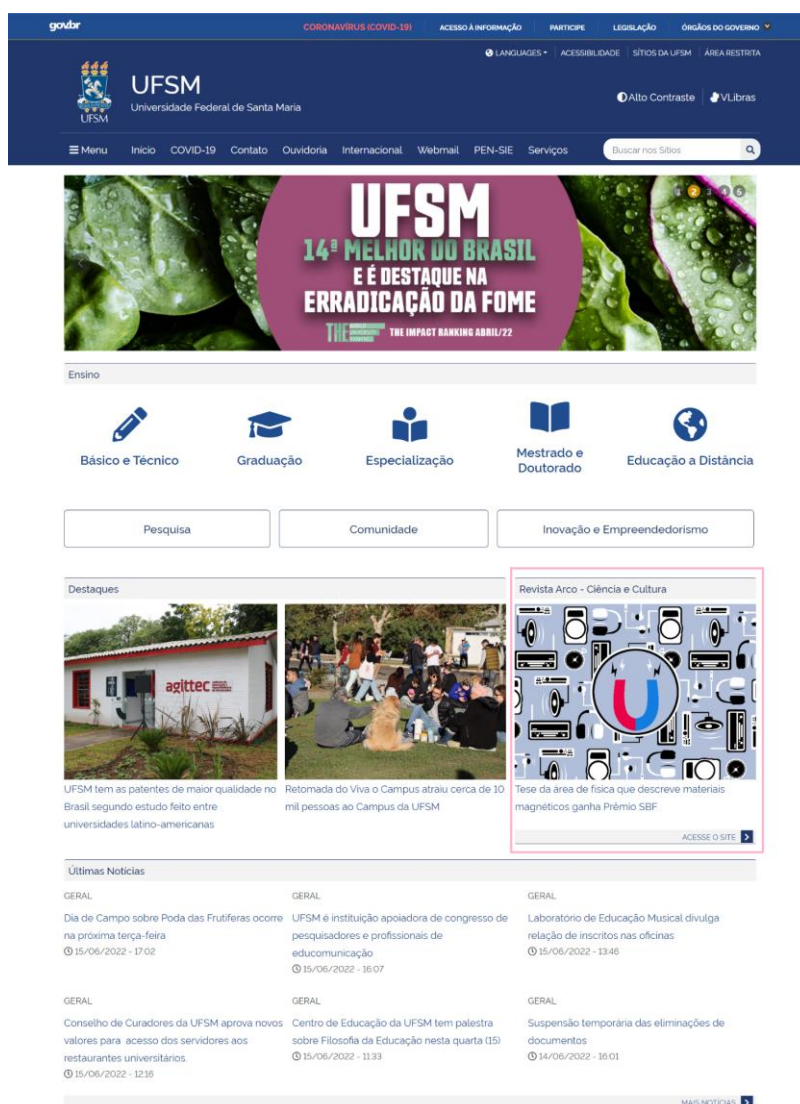 govbr
CORONAVÍRUS (COVID-19) ACESSO À INFORMAÇÃO PARTICIPE LEGISLAÇÃO ÓRGÃOS DO GOVERNO
LANGUAGES ACESSIBILIDADE SÍTIOS DA UFSM ÁREA RESTRITA
UFSM
UFSM
Universidade Federal de Santa Maria
Alto Contraste VLibras
Menu Início COVID-19 Contato Ouvidoria Internacional Webmail PEN-SIE Serviços Buscar nos Sítios
1 2 3 4 5
UFSM
14ª MELHOR DO BRASIL
E É DESTAQUE NA
ERRADICAÇÃO DA FOME
THE THE IMPACT RANKING ABRIL/22
Ensino
Básico e Técnico
Graduação
Especialização
Mestrado e
Doutorado
Educação a Distância
Pesquisa
Comunidade
Inovação e Empreendedorismo
Destaques
agittec
UFSM tem as patentes de maior qualidade no
Brasil segundo estudo feito entre
universidades latino-americanas
Retomada do Viva o Campus atraiu cerca de 10
mil pessoas ao Campus da UFSM
Revista Arco - Ciência e Cultura
Tese da área de física que descreve materiais
magnéticos ganha Prêmio SBF
ACESSE O SITE
Últimas Notícias
GERAL
Dia de Campo sobre Poda das Frutíferas ocorre
na próxima terça-feira
15/06/2022 - 17:02
GERAL
UFSM é instituição apoiadora de congresso de
pesquisadores e profissionais de
educomunicação
15/06/2022 - 16:07
GERAL
Laboratório de Educação Musical divulga
relação de inscritos nas oficinas
15/06/2022 - 13:46
GERAL
Conselho de Curadores da UFSM aprova novos
valores para acesso dos servidores aos
restaurantes universitários.
15/06/2022 - 12:16
GERAL
Centro de Educação da UFSM tem palestra
sobre Filosofia da Educação nesta quarta (15)
15/06/2022 - 11:33
GERAL
Suspensão temporária das eliminações de
documentos
14/06/2022 - 16:01
MAIS NOTÍCIAS